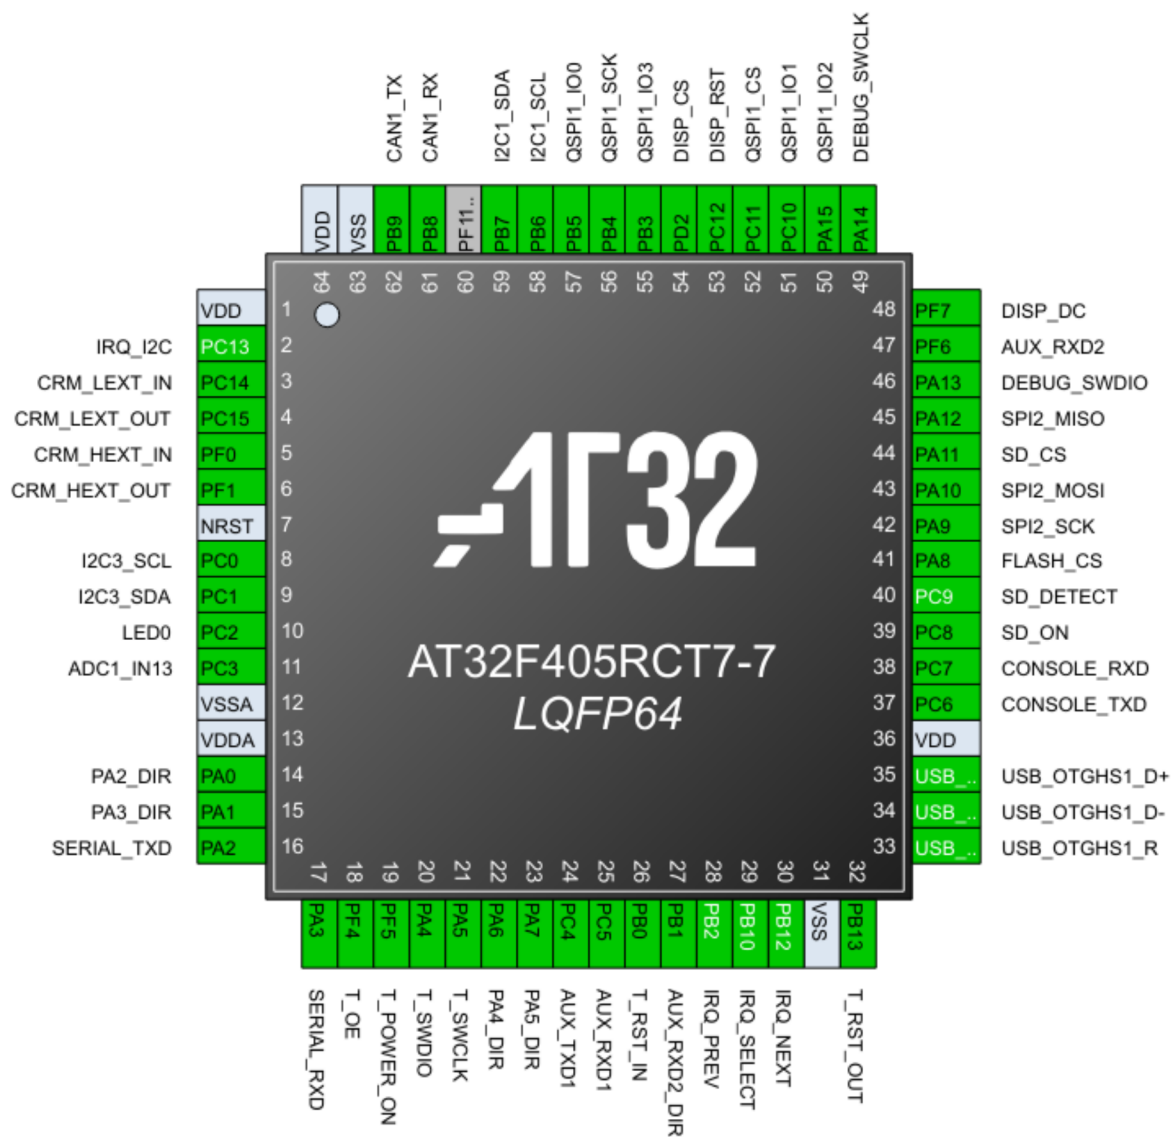 CAN1_TX
CAN1_RX
I2C1_SDA
I2C1_SCL
QSPI1_IO0
QSPI1_SCK
QSPI1_IO3
DISP_CS
DISP_RST
QSPI1_CS
QSPI1_IO1
QSPI1_IO2
DEBUG_SWCLK
VDD
VSS
PB9
PB8
PF11..
PB7
PB6
PB5
PB4
PB3
PD2
PC12
PC11
PC10
PA15
PA14
64
63
62
61
60
59
58
57
56
55
54
53
52
51
50
49
VDD 1
IRQ_I2C PC13 2
CRM_LEXT_IN PC14 3
CRM_LEXT_OUT PC15 4
CRM_HEXT_IN PF0 5
CRM_HEXT_OUT PF1 6
NRST 7
I2C3_SCL PC0 8
I2C3_SDA PC1 9
LED0 PC2 10
ADC1_IN13 PC3 11
VSSA 12
VDDA 13
PA2_DIR PA0 14
PA3_DIR PA1 15
SERIAL_TXD PA2 16
AT32
AT32F405RCT7-7
LQFP64
48 PF7 DISP_DC
47 PF6 AUX_RXD2
46 PA13 DEBUG_SWDIO
45 PA12 SPI2_MISO
44 PA11 SD_CS
43 PA10 SPI2_MOSI
42 PA9 SPI2_SCK
41 PA8 FLASH_CS
40 PC9 SD_DETECT
39 PC8 SD_ON
38 PC7 CONSOLE_RXD
37 PC6 CONSOLE_TXD
36 VDD
35 USB_.. USB_OTGHS1_D+
34 USB_.. USB_OTGHS1_D-
33 USB_.. USB_OTGHS1_R
17
18
19
20
21
22
23
24
25
26
27
28
29
30
31
32
PA3
PF4
PF5
PA4
PA5
PA6
PA7
PC4
PC5
PB0
PB1
PB2
PB10
PB12
VSS
PB13
SERIAL_RXD
T_OE
T_POWER_ON
T_SWDIO
T_SWCLK
PA4_DIR
PA5_DIR
AUX_TXD1
AUX_RXD1
T_RST_IN
AUX_RXD2_DIR
IRQ_PREV
IRQ_SELECT
IRQ_NEXT
T_RST_OUT